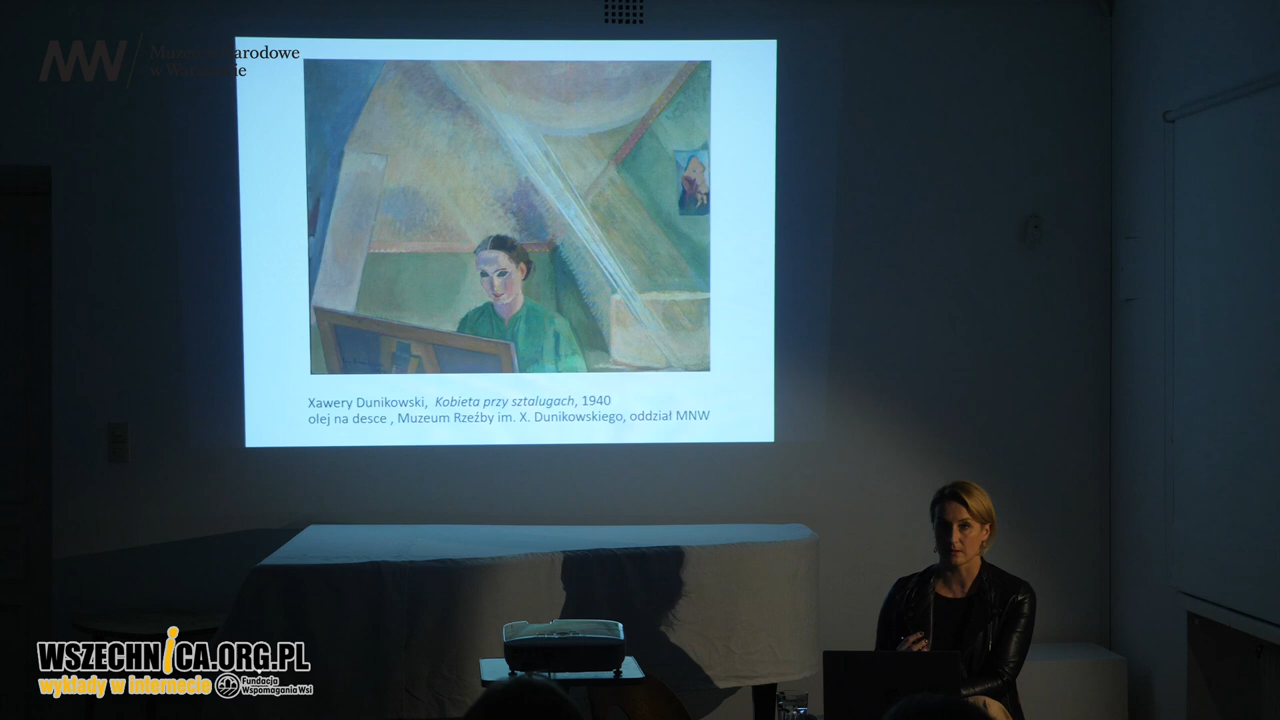 MNW
Muzeum Narodowe
w Warszawie
Xawery Dunikowski, Kobieta przy sztalugach, 1940
olej na desce , Muzeum Rzeźby im. X. Dunikowskiego, oddział MNW
WSZECHNiCA.ORG.PL
wykłady w internecie
Fundacja
Wspomagania Wsi